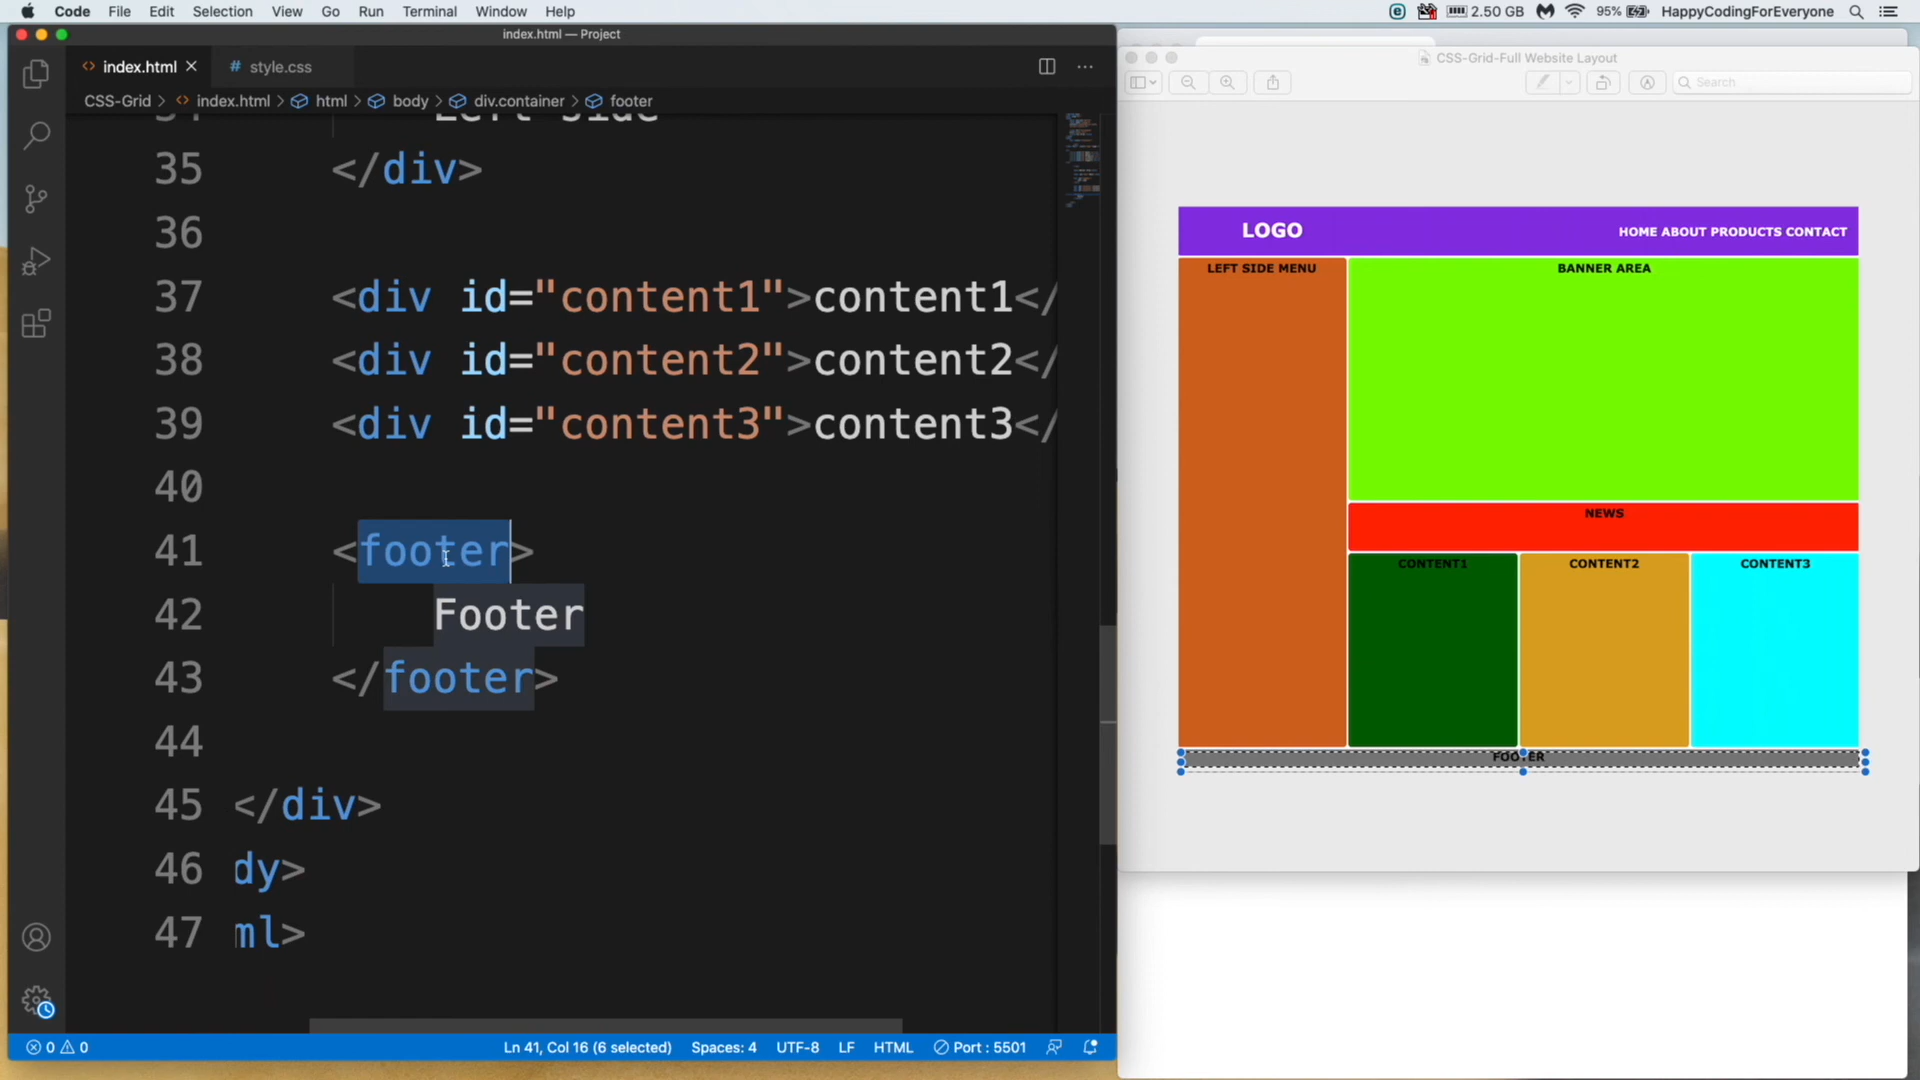 Code File Edit Selection View Go Run Terminal Window Help
2.50 GB 95% HappyCodingForEveryone
index.html — Project
index.html style.css
CSS-Grid > index.html > html > body > div.container > footer
34 Left Side
35 </div>
36
37 <div id="content1">content1</
38 <div id="content2">content2</
39 <div id="content3">content3</
40
41 <footer>
42 Footer
43 </footer>
44
45 </div>
46 dy>
47 ml>
0 0 Ln 41, Col 16 (6 selected) Spaces: 4 UTF-8 LF HTML Port : 5501
CSS-Grid-Full Website Layout
Search
LOGO HOME ABOUT PRODUCTS CONTACT
LEFT SIDE MENU BANNER AREA
NEWS
CONTENT1 CONTENT2 CONTENT3
FOOTER